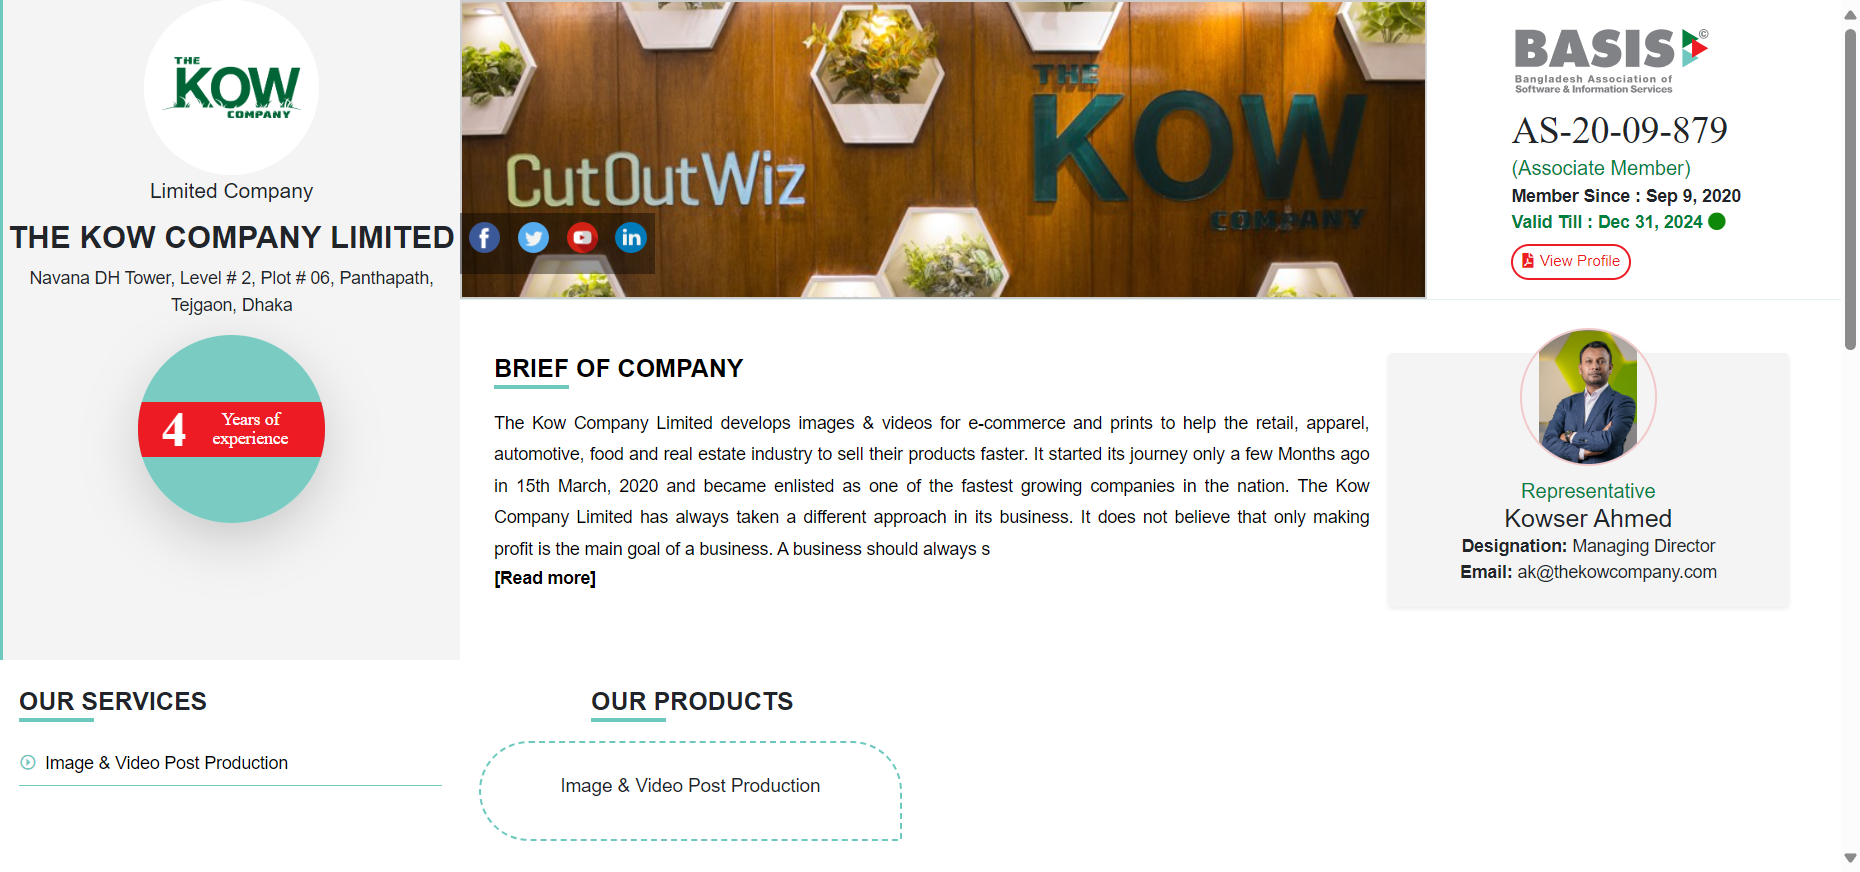 THE
KOW
COMPANY
Limited Company
THE KOW COMPANY LIMITED
Navana DH Tower, Level # 2, Plot # 06, Panthapath,
Tejgaon, Dhaka
4
Years of
experience
CutOutWiz
THE
KOW
COMPANY
f
in
BASIS ©
Bangladesh Association of
Software & Information Services
AS-20-09-879
(Associate Member)
Member Since : Sep 9, 2020
Valid Till : Dec 31, 2024
View Profile
BRIEF OF COMPANY
The Kow Company Limited develops images & videos for e-commerce and prints to help the retail, apparel,
automotive, food and real estate industry to sell their products faster. It started its journey only a few Months ago
in 15th March, 2020 and became enlisted as one of the fastest growing companies in the nation. The Kow
Company Limited has always taken a different approach in its business. It does not believe that only making
profit is the main goal of a business. A business should always s
[Read more]
Representative
Kowser Ahmed
Designation: Managing Director
Email: ak@thekowcompany.com
OUR SERVICES
Image & Video Post Production
OUR PRODUCTS
Image & Video Post Production